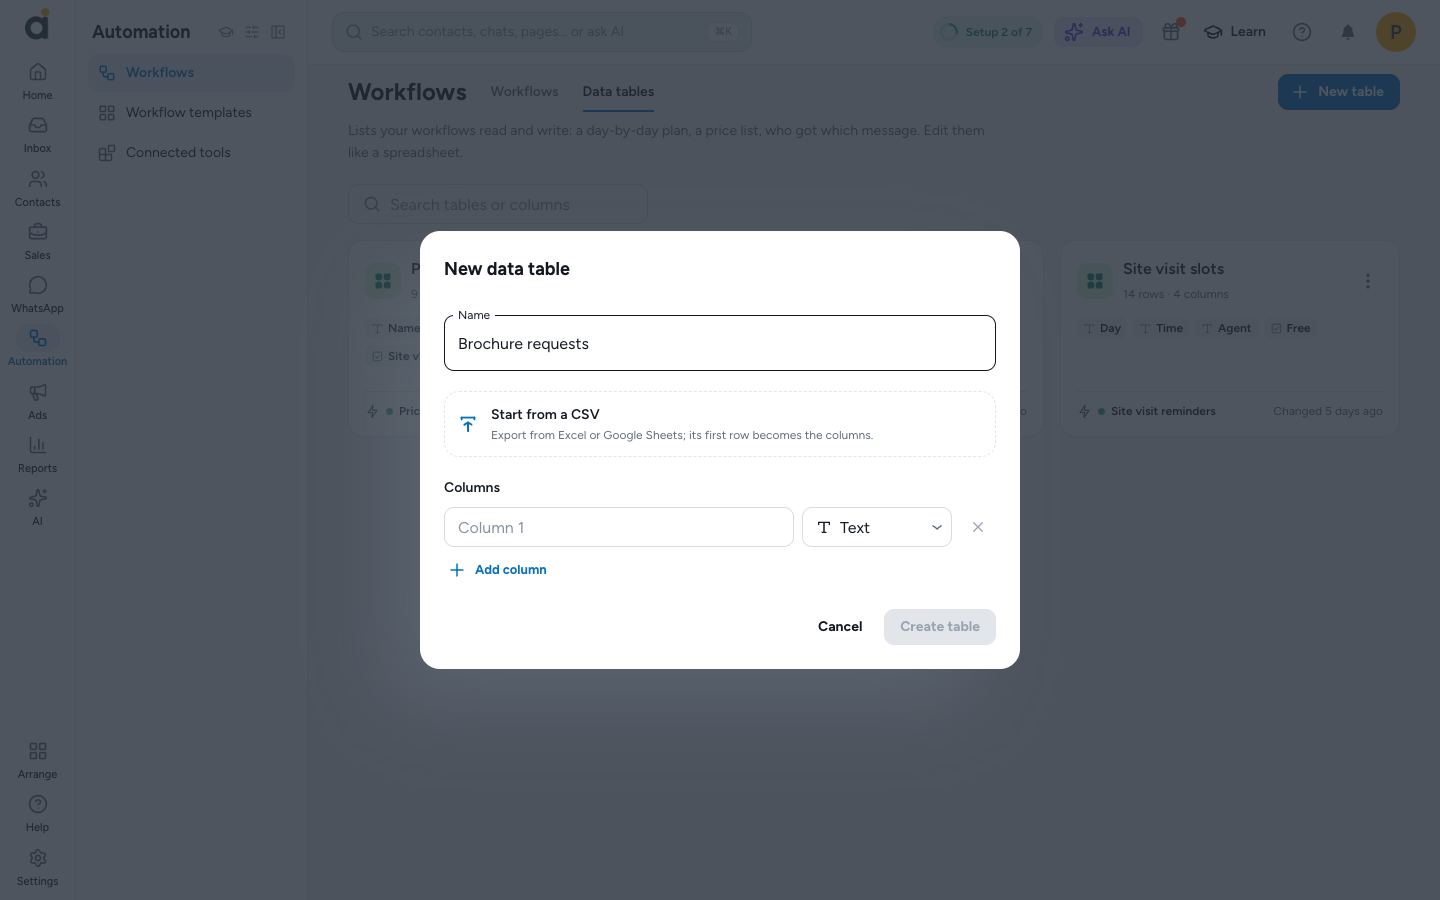 a
Automation
Search contacts, chats, pages... or ask AI
⌘K
Setup 2 of 7
Ask AI
Learn
P
Home
Inbox
Contacts
Sales
WhatsApp
Automation
Ads
Reports
AI
Arrange
Help
Settings
Workflows
Workflow templates
Connected tools
Workflows
Workflows
Data tables
New table
Lists your workflows read and write: a day-by-day plan, a price list, who got which message. Edit them
like a spreadsheet.
Search tables or columns
P
9
Name
Site v
Pric
o
Site visit slots
14 rows · 4 columns
Day
Time
Agent
Free
Site visit reminders
Changed 5 days ago
New data table
Name
Brochure requests
Start from a CSV
Export from Excel or Google Sheets; its first row becomes the columns.
Columns
Column 1
Text
Add column
Cancel
Create table